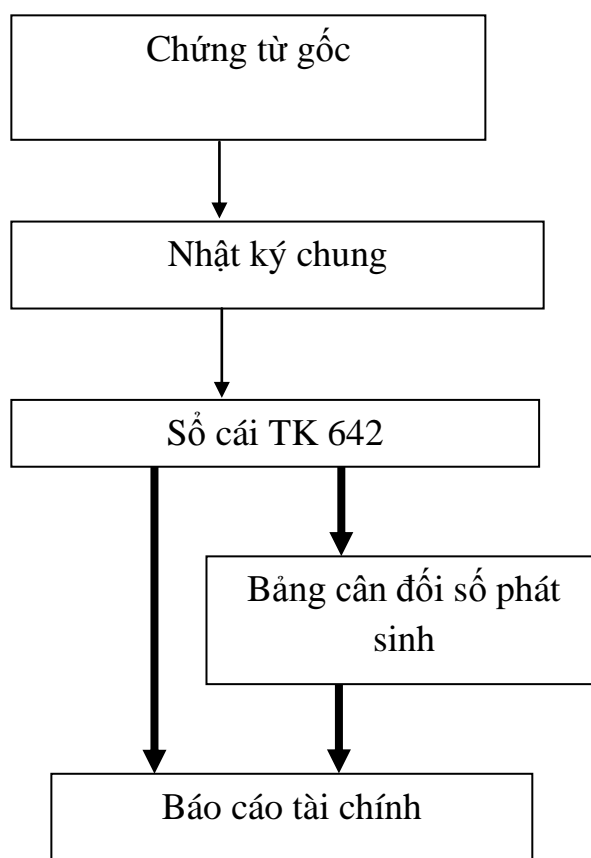 Chứng từ gốc
Nhật ký chung
Sổ cái TK 642
Bảng cân đối số phát
sinh
Báo cáo tài chính